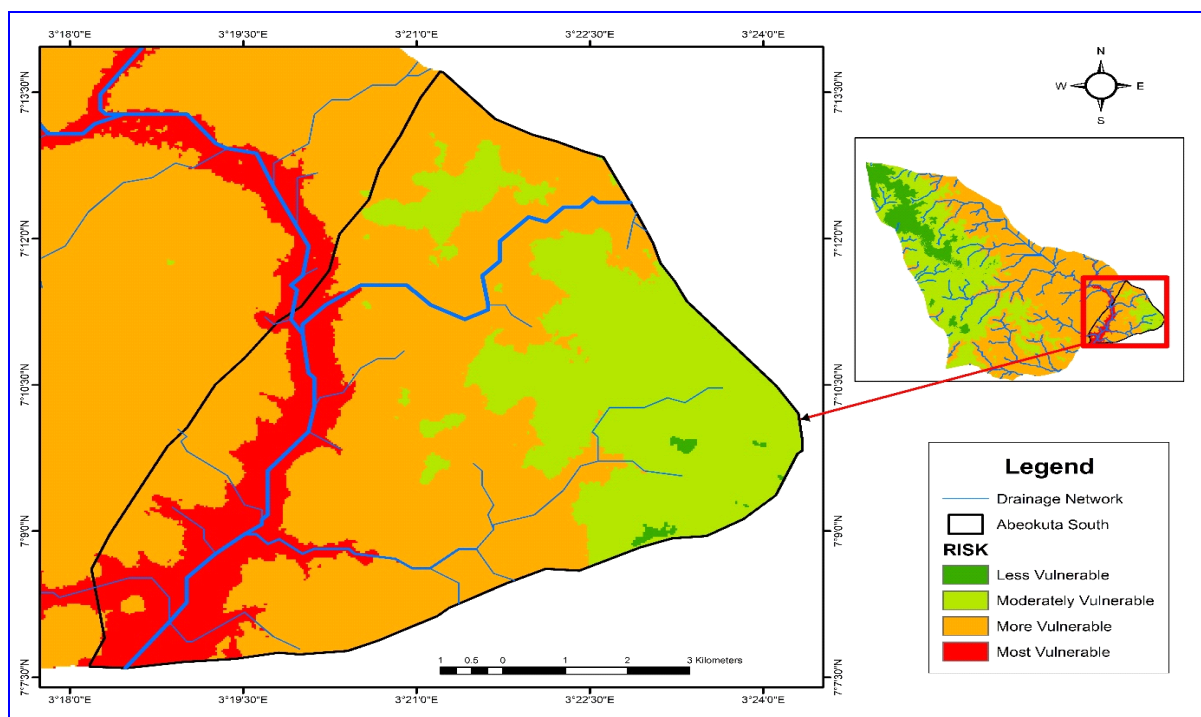 3°18'0"E 3°19'30"E 3°21'0"E 3°22'30"E 3°24'0"E
N
W E
S
7°13'30"N 7°13'30"N
7°12'0"N 7°12'0"N
7°10'30"N 7°10'30"N
7°9'0"N 7°9'0"N
7°7'30"N 7°7'30"N
1 0.5 0 1 2 3 Kilometers
3°18'0"E 3°19'30"E 3°21'0"E 3°22'30"E 3°24'0"E
Legend
Drainage Network
Abeokuta South
RISK
Less Vulnerable
Moderately Vulnerable
More Vulnerable
Most Vulnerable